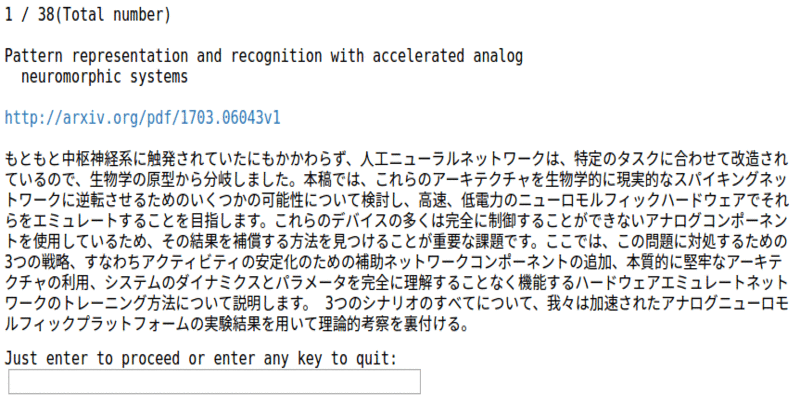 1 / 38(Total number)
Pattern representation and recognition with accelerated analog
neuromorphic systems
http://arxiv.org/pdf/1703.06043v1
もともと中枢神経系に触発されていたにもかかわらず、人工ニューラルネットワークは、特定のタスクに合わせて改造され
ているので、生物学の原型から分岐しました。本稿では、これらのアーキテクチャを生物学的に現実的なスパイキングネッ
トワークに逆転させるためのいくつかの可能性について検討し、高速、低電力のニューロモルフィックハードウェアでそれ
らをエミュレートすることを目指します。これらのデバイスの多くは完全に制御することができないアナログコンポーネン
トを使用しているため、その結果を補償する方法を見つけることが重要な課題です。ここでは、この問題に対処するための
3つの戦略、すなわちアクティビティの安定化のための補助ネットワークコンポーネントの追加、本質的に堅牢なアーキテ
クチャの利用、システムのダイナミクスとパラメータを完全に理解することなく機能するハードウェアエミュレートネット
ワークのトレーニング方法について説明します。 3つのシナリオのすべてについて、我々は加速されたアナログニューロモ
ルフィックプラットフォームの実験結果を用いて理論的考察を裏付ける。
Just enter to proceed or enter any key to quit: